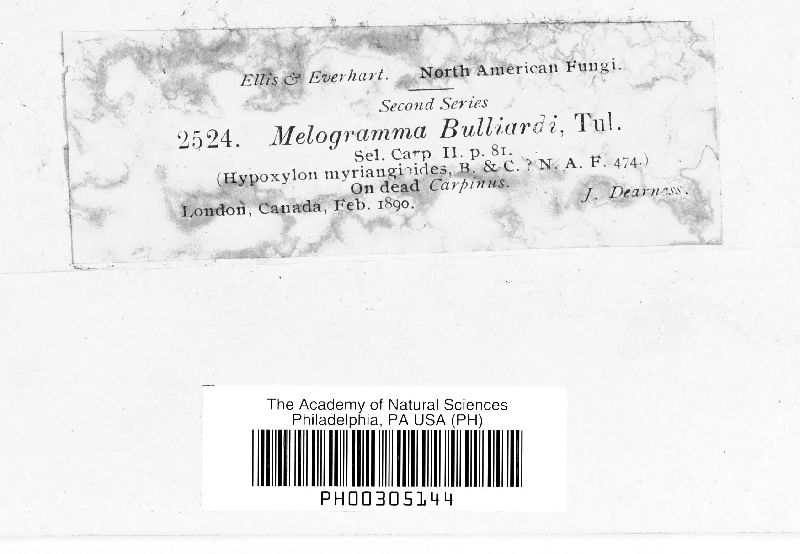 Ellis & Everhart. North American Fungi.
Second Series
2524. Melogramma Bulliardi, Tul.
Sel. Carp II. p. 81.
(Hypoxylon myriangioides, B. & C. ? N. A. F. 474.)
On dead Carpinus.
London, Canada, Feb. 1890. J. Dearness.
The Academy of Natural Sciences
Philadelphia, PA USA (PH)
PH00305144